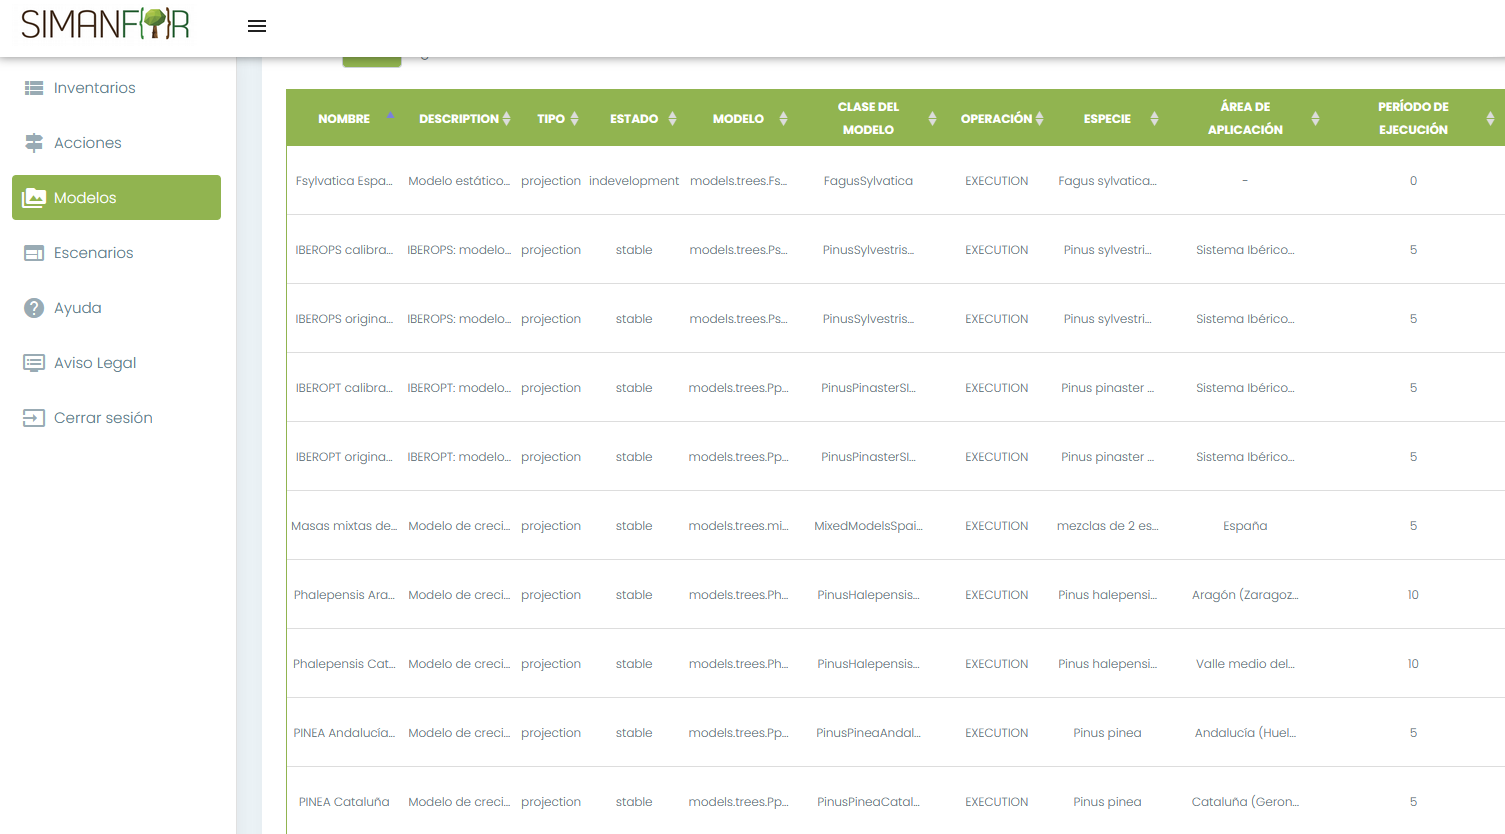 SIMANFOR
Inventarios
Acciones
Modelos
Escenarios
Ayuda
Aviso Legal
Cerrar sesión
NOMBRE DESCRIPTION TIPO ESTADO MODELO CLASE DEL MODELO OPERACIÓN ESPECIE ÁREA DE APLICACIÓN PERÍODO DE EJECUCIÓN
Fsylvatica Espa... Modelo estático... projection indevelopment models.trees.Fs... FagusSylvatica EXECUTION Fagus sylvatica... - 0
IBEROPS calibra... IBEROPS: modelo... projection stable models.trees.Ps... PinusSylvestris... EXECUTION Pinus sylvestri... Sistema Ibérico... 5
IBEROPS origina... IBEROPS: modelo... projection stable models.trees.Ps... PinusSylvestris... EXECUTION Pinus sylvestri... Sistema Ibérico... 5
IBEROPT calibra... IBEROPT: modelo... projection stable models.trees.Pp... PinusPinasterSI... EXECUTION Pinus pinaster ... Sistema Ibérico... 5
IBEROPT origina... IBEROPT: modelo... projection stable models.trees.Pp... PinusPinasterSI... EXECUTION Pinus pinaster ... Sistema Ibérico... 5
Masas mixtas de... Modelo de creci... projection stable models.trees.mi... MixedModelsSpai... EXECUTION mezclas de 2 es... España 5
Phalepensis Ara... Modelo de creci... projection stable models.trees.Ph... PinusHalepensis... EXECUTION Pinus halepensi... Aragón (Zaragoz... 10
Phalepensis Cat... Modelo de creci... projection stable models.trees.Ph... PinusHalepensis... EXECUTION Pinus halepensi... Valle medio del... 10
PINEA Andalucía... Modelo de creci... projection stable models.trees.Pp... PinusPineaAndal... EXECUTION Pinus pinea Andalucía (Huel... 5
PINEA Cataluña Modelo de creci... projection stable models.trees.Pp... PinusPineaCatal... EXECUTION Pinus pinea Cataluña (Geron... 5